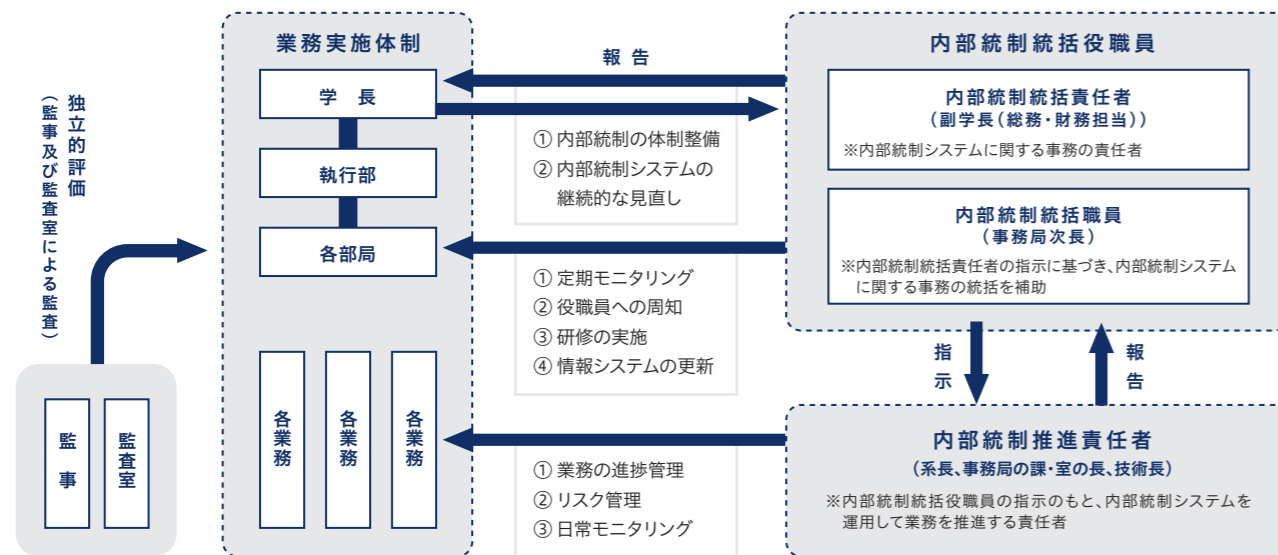 独立的評価
（監事及び監査室による監査）
監事
監査室
業務実施体制
学　長
執行部
各部局
各業務
各業務
各業務
報 告
① 内部統制の体制整備
② 内部統制システムの
継続的な見直し
① 定期モニタリング
② 役職員への周知
③ 研修の実施
④ 情報システムの更新
① 業務の進捗管理
② リスク管理
③ 日常モニタリング
内部統制統括役職員
内部統制統括責任者
（副学長（総務・財務担当））
※内部統制システムに関する事務の責任者
内部統制統括職員
（事務局次長）
※内部統制統括責任者の指示に基づき、内部統制システム
に関する事務の統括を補助
指示
報告
内部統制推進責任者
（系長、事務局の課・室の長、技術長）
※内部統制統括役職員の指示のもと、内部統制システムを
運用して業務を推進する責任者